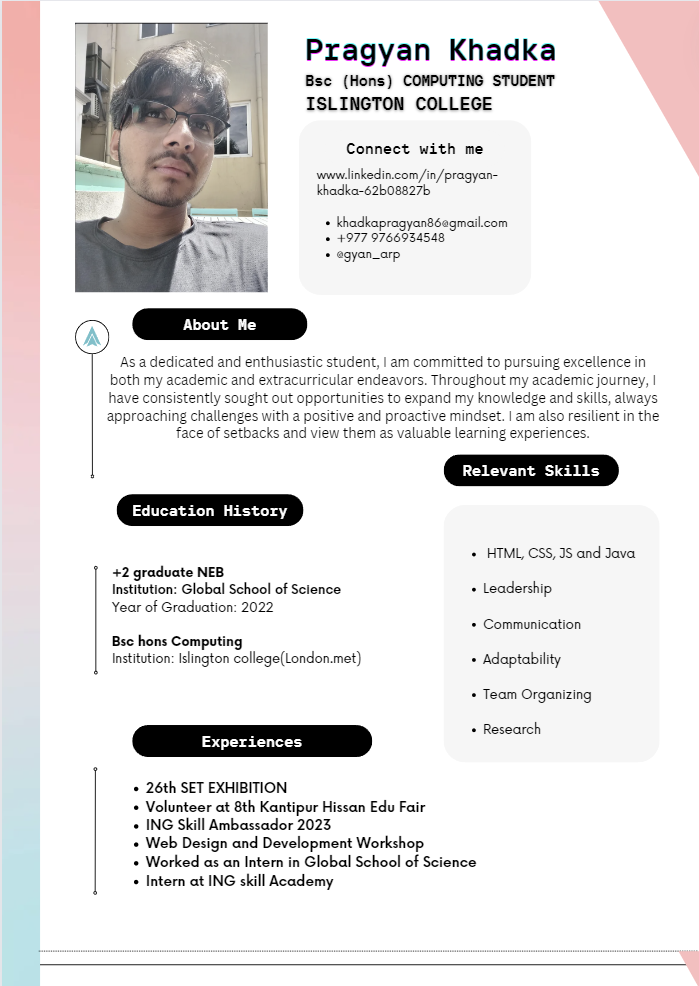 Pragyan Khadka
Bsc (Hons) COMPUTING STUDENT
ISLINGTON COLLEGE
Connect with me
www.linkedin.com/in/pragyan-
khadka-62b08827b
• khadkapragyan86@gmail.com
• +977 9766934548
• @gyan_arp
About Me
As a dedicated and enthusiastic student, I am committed to pursuing excellence in
both my academic and extracurricular endeavors. Throughout my academic journey, I
have consistently sought out opportunities to expand my knowledge and skills, always
approaching challenges with a positive and proactive mindset. I am also resilient in the
face of setbacks and view them as valuable learning experiences.
Relevant Skills
• HTML, CSS, JS and Java
• Leadership
• Communication
• Adaptability
• Team Organizing
• Research
Education History
+2 graduate NEB
Institution: Global School of Science
Year of Graduation: 2022
Bsc hons Computing
Institution: Islington college(London.met)
Experiences
• 26th SET EXHIBITION
• Volunteer at 8th Kantipur Hissan Edu Fair
• ING Skill Ambassador 2023
• Web Design and Development Workshop
• Worked as an Intern in Global School of Science
• Intern at ING skill Academy